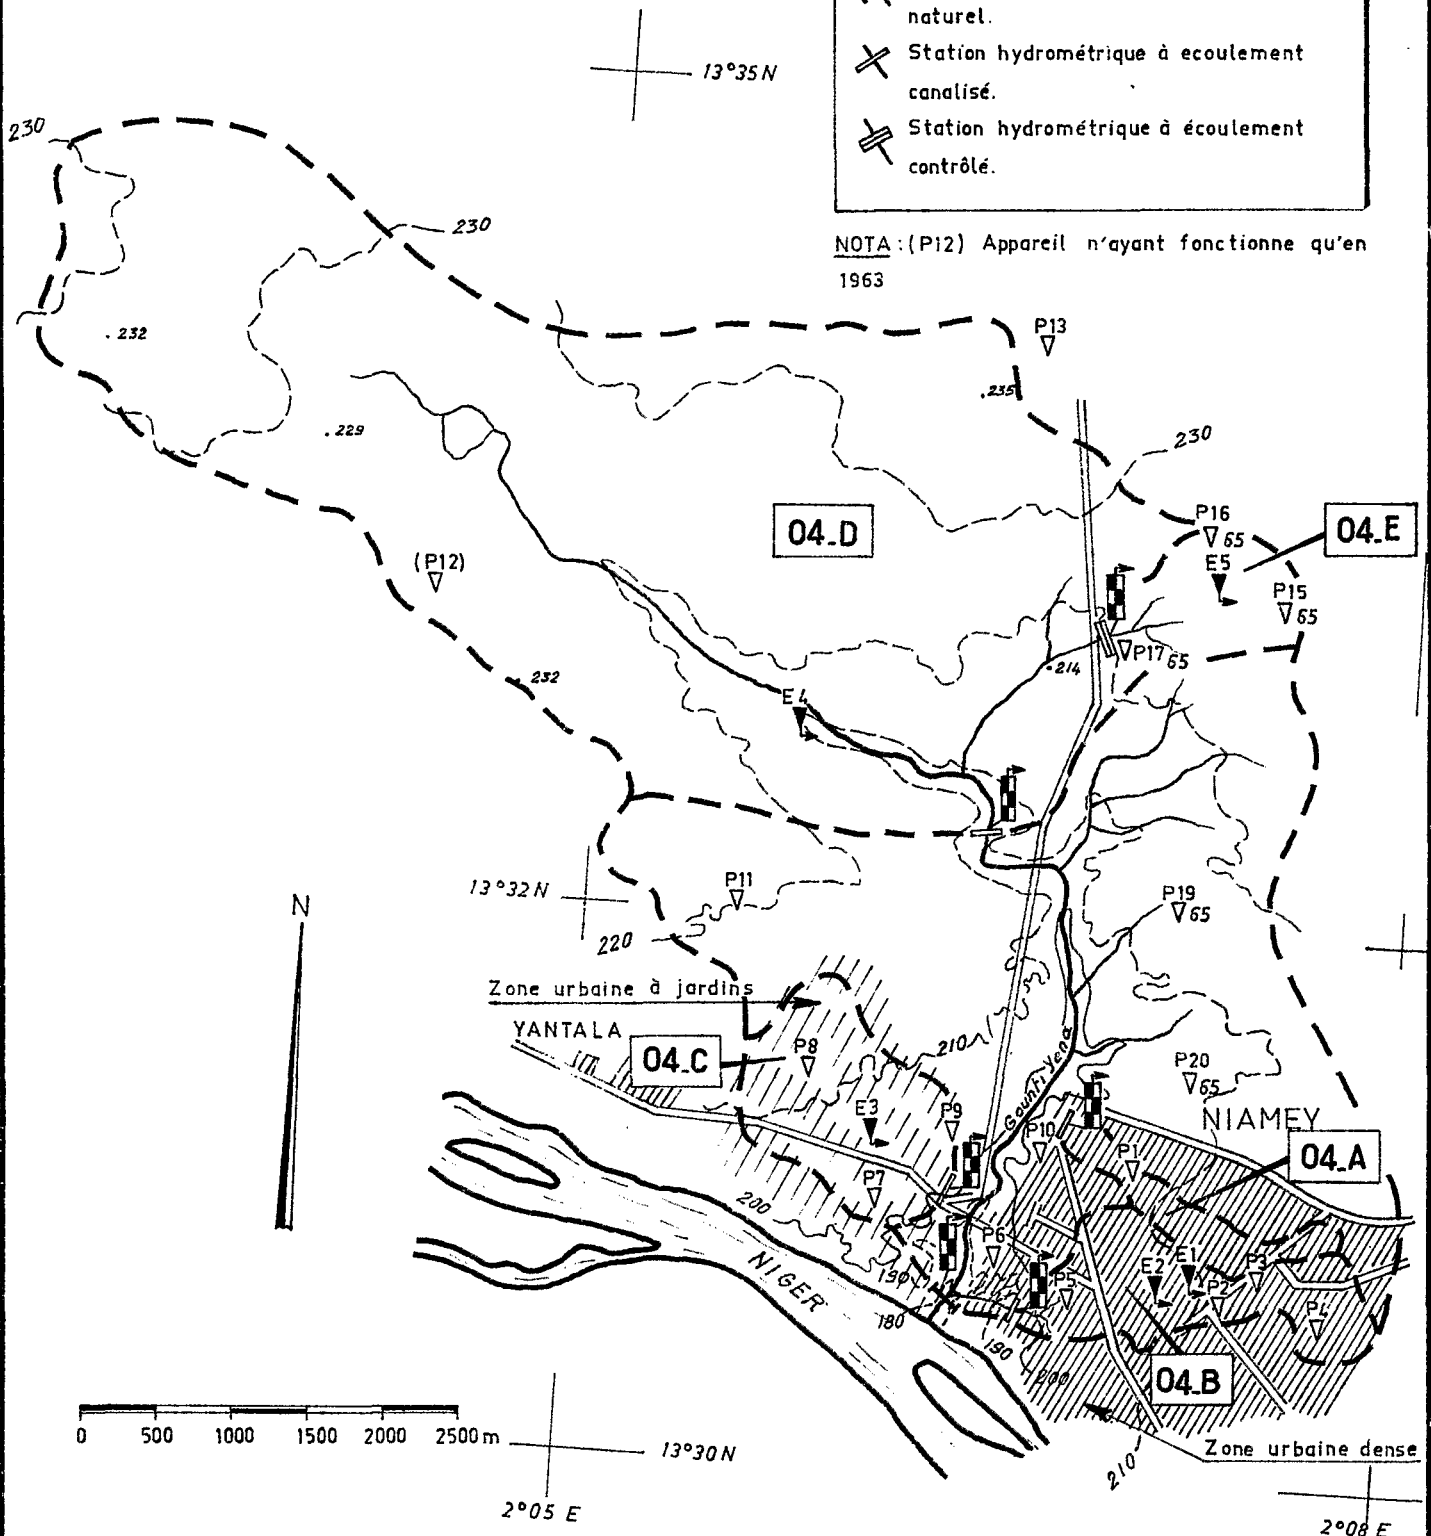 naturel.
Station hydrométrique à ecoulement
canalisé.
Station hydrométrique à écoulement
contrôlé.
NOTA : (P12) Appareil n'ayant fonctionne qu'en
1963
13°35 N
230
230
.232
P13
.235
.229
230
04_D
P16
65
04_E
(P12)
E5
P15
65
P17 65
.214
232
E4
P11
13°32 N
P19
65
N
220
Zone urbaine à jardins
YANTALA
04_C
P8
210
Gounti-Yena
P20
65
NIAMEY
E3
P9
P10
P1
04_A
P7
200
P6
NIGER
190
E2
E1
P3
P5
P2
P4
180
190
200
04_B
0 500 1000 1500 2000 2500 m
13°30 N
210
Zone urbaine dense
2°05 E
2°08 E